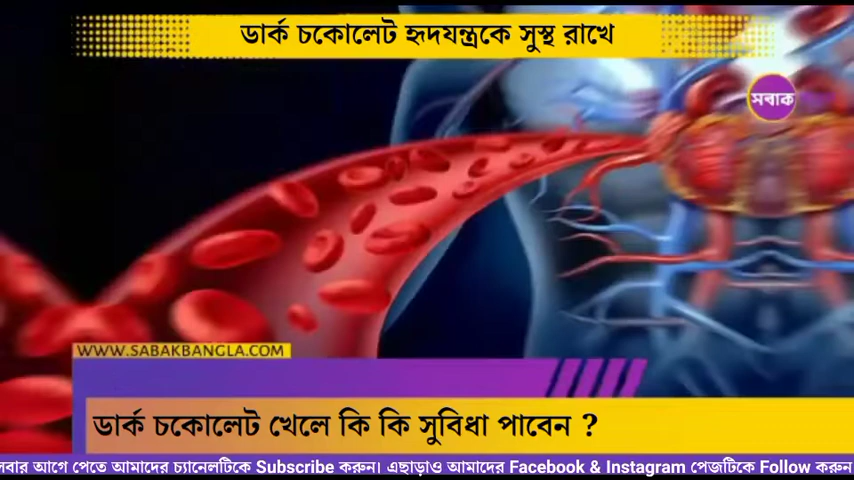 ডার্ক চকোলেট হৃদযন্ত্রকে সুস্থ রাখে
সবাক
WWW.SABAKBANGLA.COM
ডার্ক চকোলেট খেলে কি কি সুবিধা পাবেন ?
সবার আগে পেতে আমাদের চ্যানেলটিকে Subscribe করুন। এছাড়াও আমাদের Facebook & Instagram পেজটিকে Follow করুন